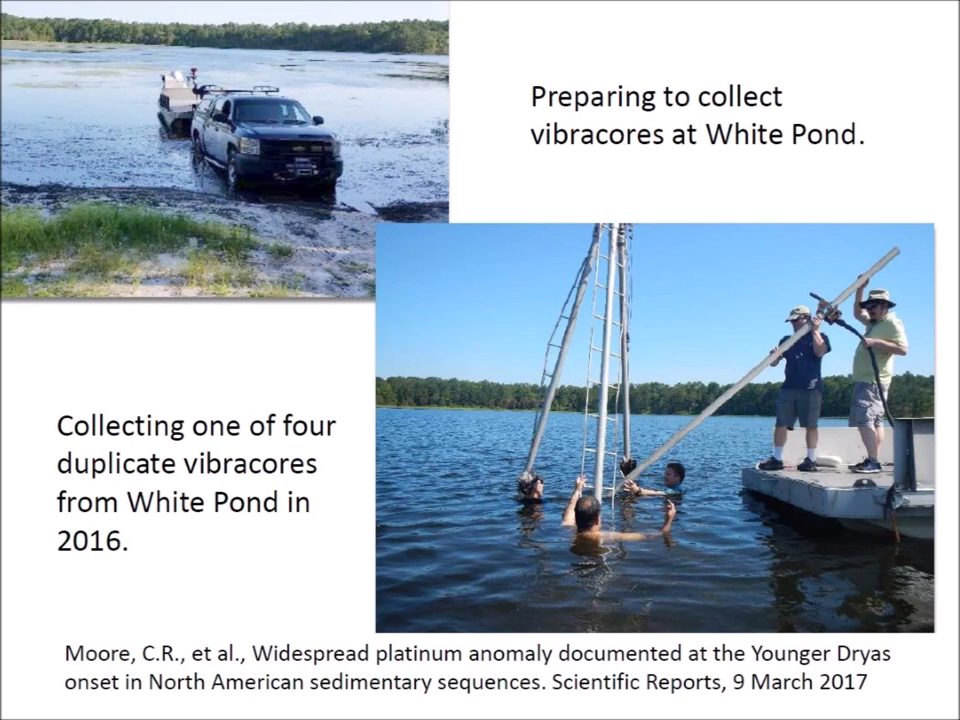 Preparing to collect
vibracores at White Pond.
Collecting one of four
duplicate vibracores
from White Pond in
2016.
Moore, C.R., et al., Widespread platinum anomaly documented at the Younger Dryas
onset in North American sedimentary sequences. Scientific Reports, 9 March 2017